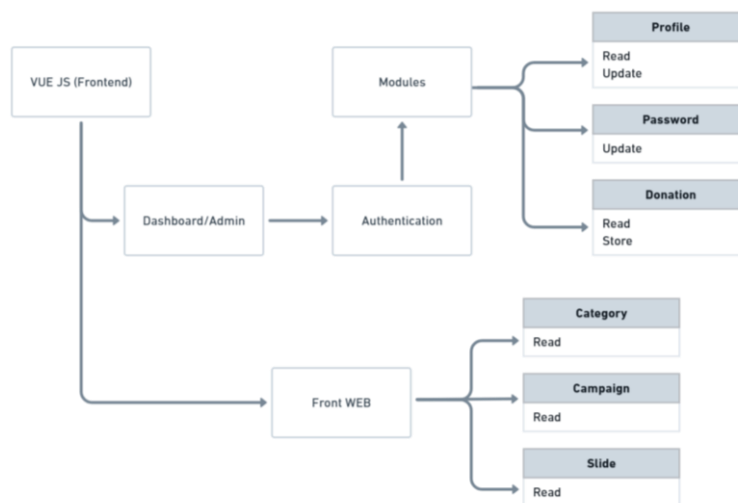 VUE JS (Frontend)
Modules
Profile
Read
Update
Password
Update
Dashboard/Admin
Authentication
Donation
Read
Store
Category
Read
Front WEB
Campaign
Read
Slide
Read